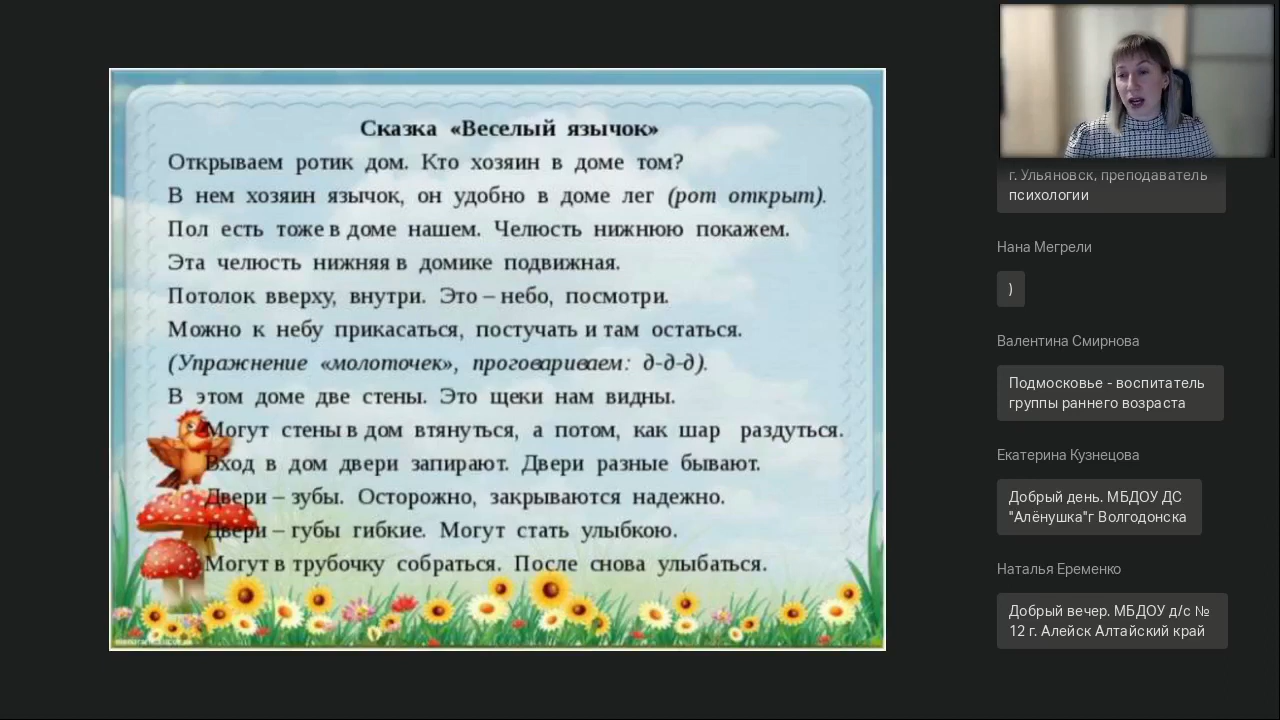 Сказка «Веселый язычок»
Открываем ротик дом. Кто хозяин в доме том?
В нем хозяин язычок, он удобно в доме лег (рот открыт).
Пол есть тоже в доме нашем. Челюсть нижнюю покажем.
Эта челюсть нижняя в домике подвижная.
Потолок вверху, внутри. Это – небо, посмотри.
Можно к небу прикасаться, постучать и там остаться.
(Упражнение «молоточек», проговариваем: д-д-д).
В этом доме две стены. Это щеки нам видны.
Могут стены в дом втянуться, а потом, как шар раздуться.
Вход в дом двери запирают. Двери разные бывают.
Двери – зубы. Осторожно, закрываются надежно.
Двери – губы гибкие. Могут стать улыбкою.
Могут в трубочку собраться. После снова улыбаться.
г. Ульяновск, преподаватель
психологии
Нана Мегрели
)
Валентина Смирнова
Подмосковье - воспитатель
группы раннего возраста
Екатерина Кузнецова
Добрый день. МБДОУ ДС
"Алёнушка"г Волгодонска
Наталья Еременко
Добрый вечер. МБДОУ д/с №
12 г. Алейск Алтайский край